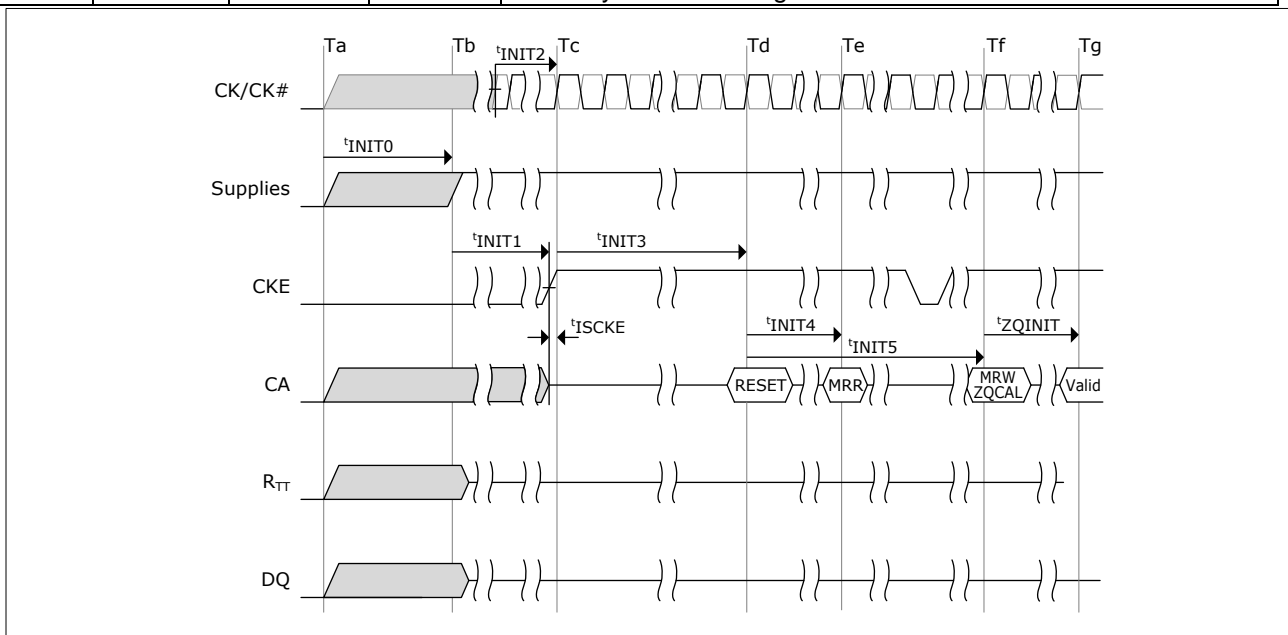 Ta Tb Tc Td Te Tf Tg
tINIT2
CK/CK#
tINIT0
Supplies
tINIT1 tINIT3
CKE
tISCKE tINIT4 tZQINIT
tINIT5
CA RESET MRR MRW ZQCAL Valid
RTT
DQ